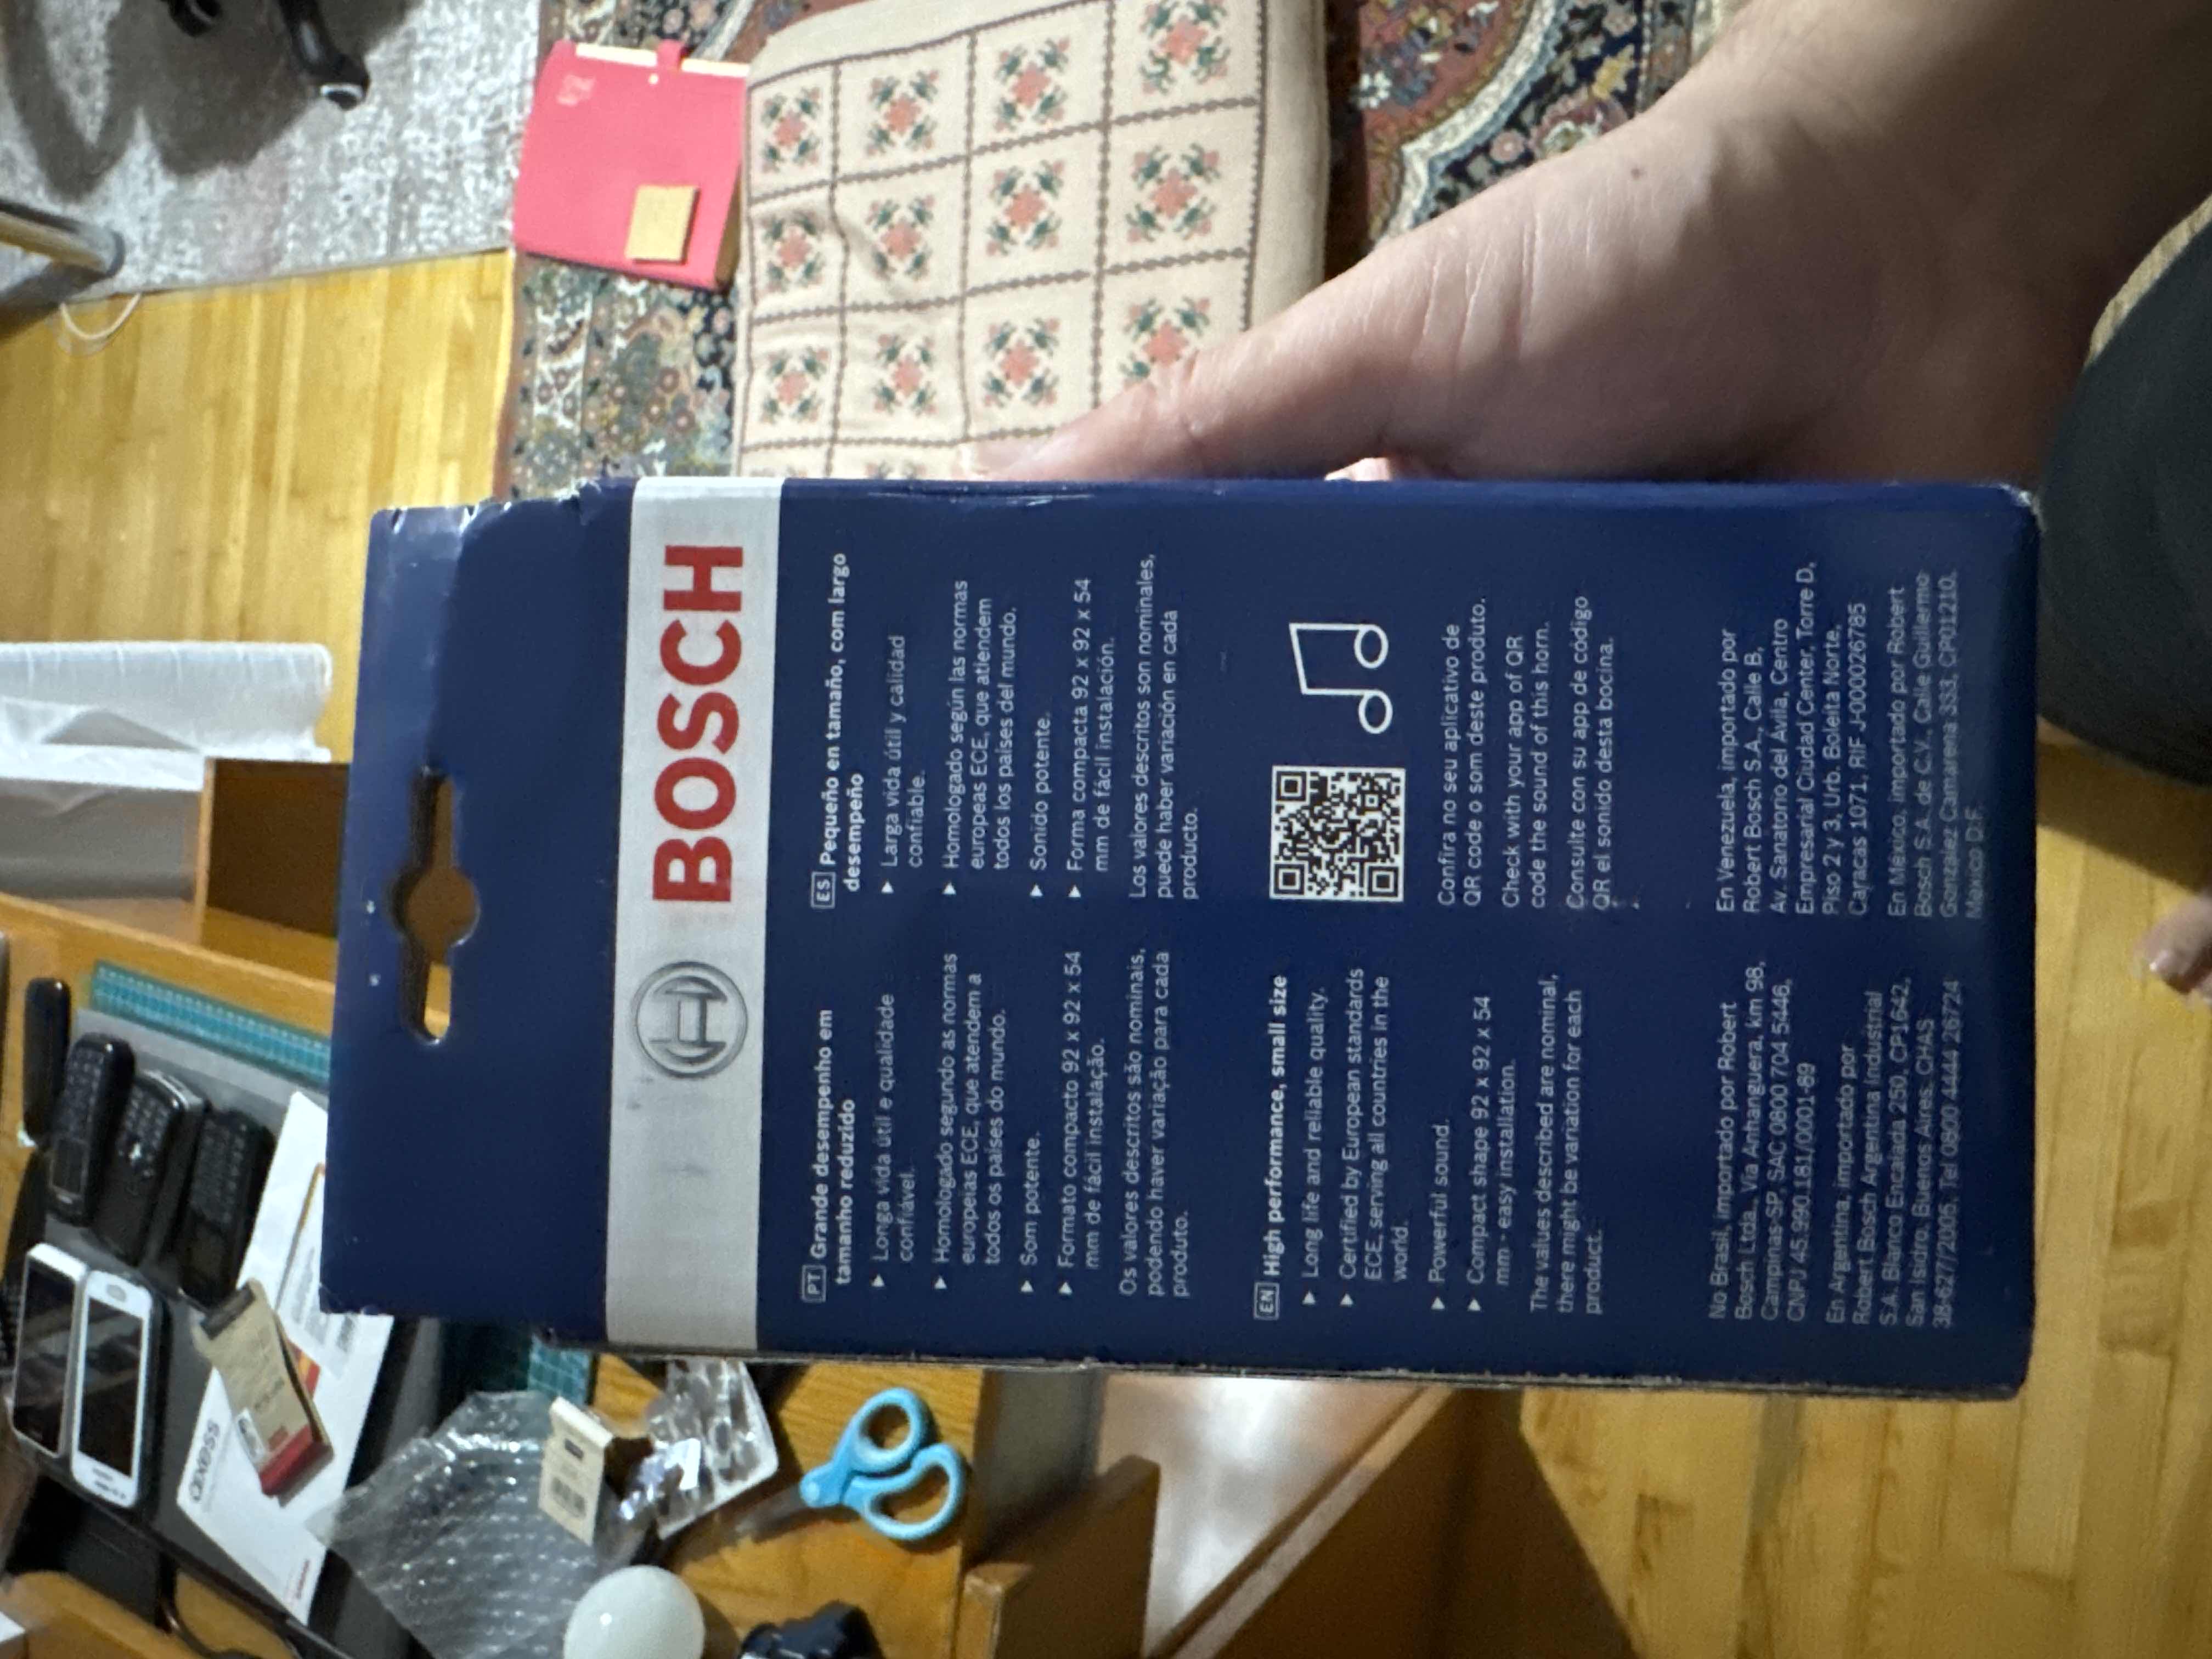 BOSCH
PT Grande desempenho em
tamanho reduzido
► Longa vida útil e qualidade
confiável.
► Homologado segundo as normas
europeias ECE, que atendem a
todos os países do mundo.
► Som potente.
► Formato compacto 92 x 92 x 54
mm de fácil instalação.
Os valores descritos são nominais,
podendo haver variação para cada
produto.
ES Pequeño en tamaño, com largo
desempeño
► Larga vida útil y calidad
confiable.
► Homologado según las normas
europeas ECE, que atienden
todos los países del mundo.
► Sonido potente.
► Forma compacta 92 x 92 x 54
mm de fácil instalación.
Los valores descritos son nominales,
puede haber variación en cada
producto.
EN High performance, small size
► Long life and reliable quality.
► Certified by European standards
ECE, serving all countries in the
world.
► Powerful sound.
► Compact shape 92 x 92 x 54
mm - easy installation.
The values described are nominal,
there might be variation for each
product.
Confira no seu aplicativo de
QR code o som deste produto.
Check with your app of QR
code the sound of this horn.
Consulte con su app de código
QR el sonido desta bocina.
No Brasil, importado por Robert
Bosch Ltda, Via Anhanguera, km 98,
Campinas-SP, SAC 0800 704 5446,
CNPJ 45.990.181/0001-89
En Argentina, importado por
Robert Bosch Argentina Industrial
S.A. Blanco Encalada 250, CP1642,
San Isidro, Buenos Aires. CHAS
38-627/2005. Tel 0800 4444 26724
En Venezuela, importado por
Robert Bosch S.A., Calle B,
Av. Sanatorio del Ávila, Centro
Empresarial Ciudad Center, Torre D,
Piso 2 y 3, Urb. Boleita Norte,
Caracas 1071, RIF J-000026785
En México, importado por Robert
Bosch S.A. de C.V., Calle Guillermo
González Camarena 333, CP01210,
México D.F.